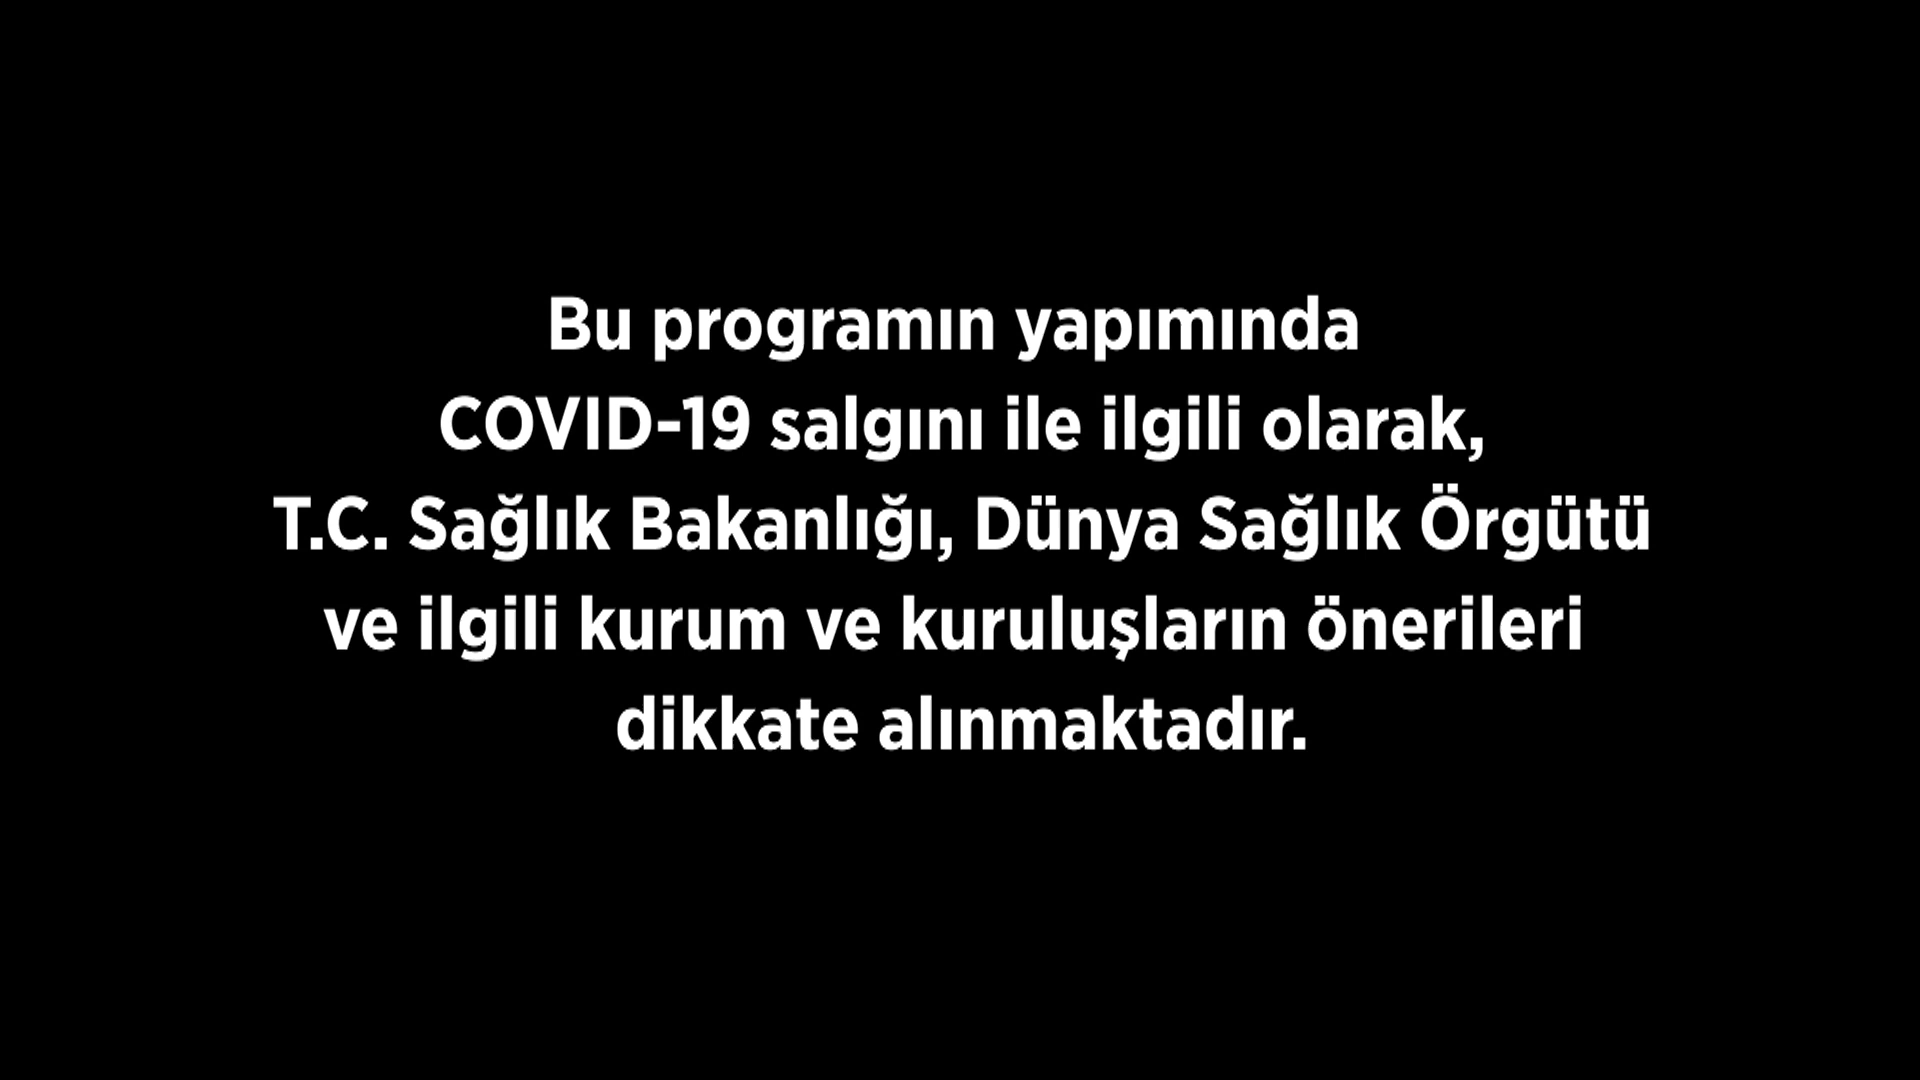 Bu programın yapımında
COVID-19 salgını ile ilgili olarak,
T.C. Sağlık Bakanlığı, Dünya Sağlık Örgütü
ve ilgili kurum ve kuruluşların önerileri
dikkate alınmaktadır.